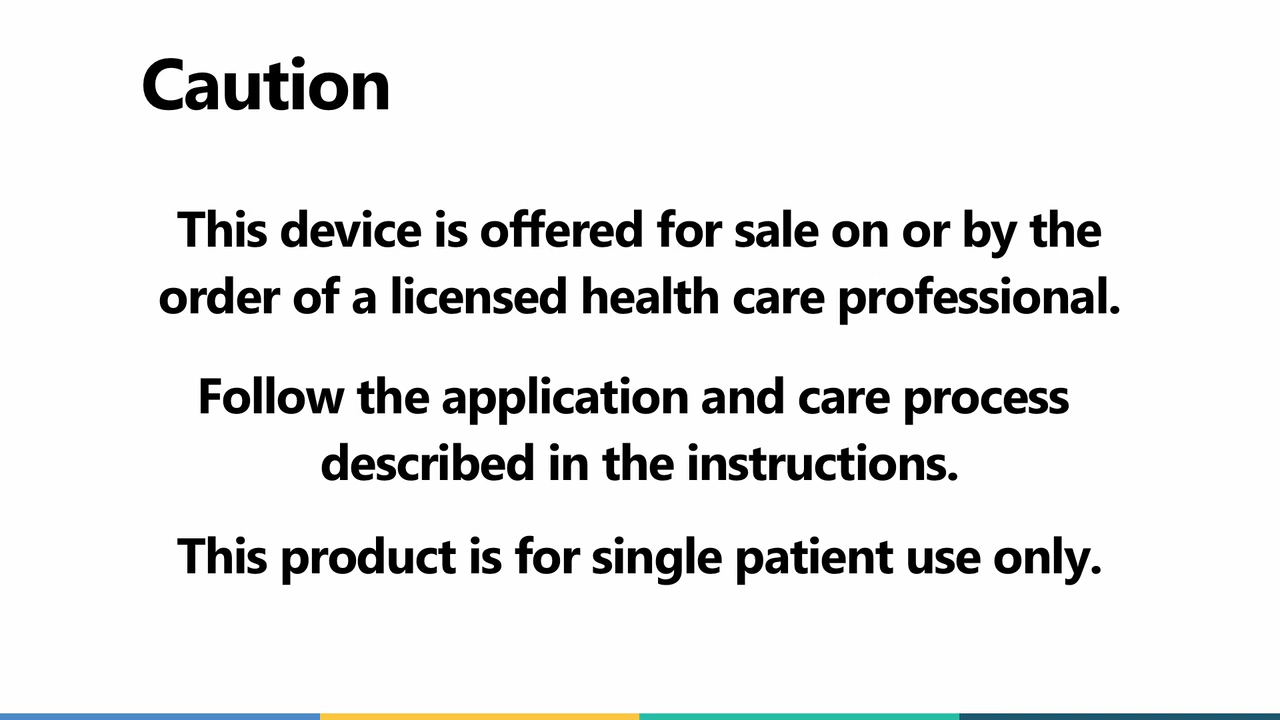 Caution
This device is offered for sale on or by the
order of a licensed health care professional.
Follow the application and care process
described in the instructions.
This product is for single patient use only.